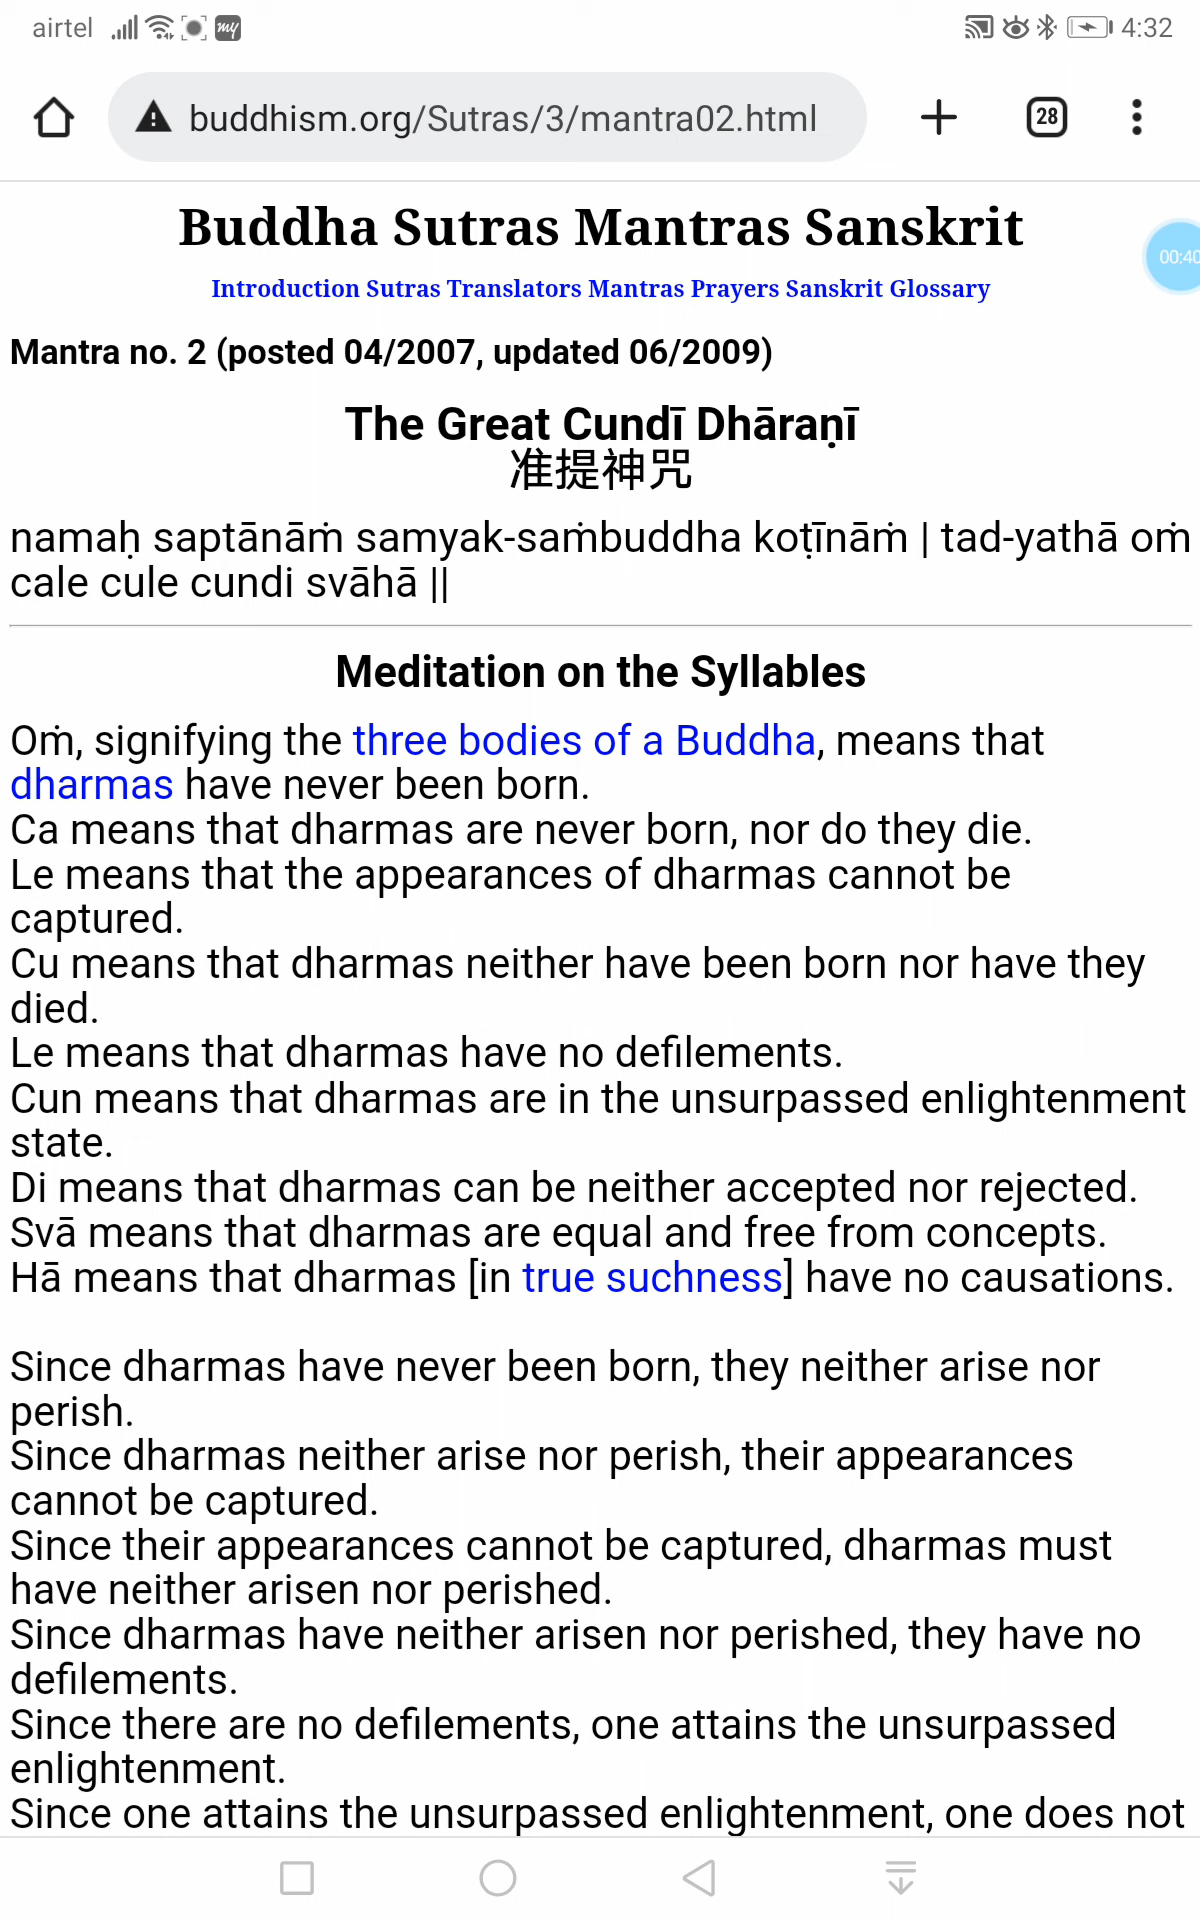 airtel my 4:32
buddhism.org/Sutras/3/mantra02.html 28
Buddha Sutras Mantras Sanskrit
00:40
Introduction Sutras Translators Mantras Prayers Sanskrit Glossary
Mantra no. 2 (posted 04/2007, updated 06/2009)
The Great Cundī Dhāraṇī
准提神咒
namaḥ saptānāṁ samyak-saṁbuddha koṭīnāṁ | tad-yathā oṁ
cale cule cundi svāhā ||
Meditation on the Syllables
Oṁ, signifying the three bodies of a Buddha, means that
dharmas have never been born.
Ca means that dharmas are never born, nor do they die.
Le means that the appearances of dharmas cannot be
captured.
Cu means that dharmas neither have been born nor have they
died.
Le means that dharmas have no defilements.
Cun means that dharmas are in the unsurpassed enlightenment
state.
Di means that dharmas can be neither accepted nor rejected.
Svā means that dharmas are equal and free from concepts.
Hā means that dharmas [in true suchness] have no causations.
Since dharmas have never been born, they neither arise nor
perish.
Since dharmas neither arise nor perish, their appearances
cannot be captured.
Since their appearances cannot be captured, dharmas must
have neither arisen nor perished.
Since dharmas have neither arisen nor perished, they have no
defilements.
Since there are no defilements, one attains the unsurpassed
enlightenment.
Since one attains the unsurpassed enlightenment, one does not